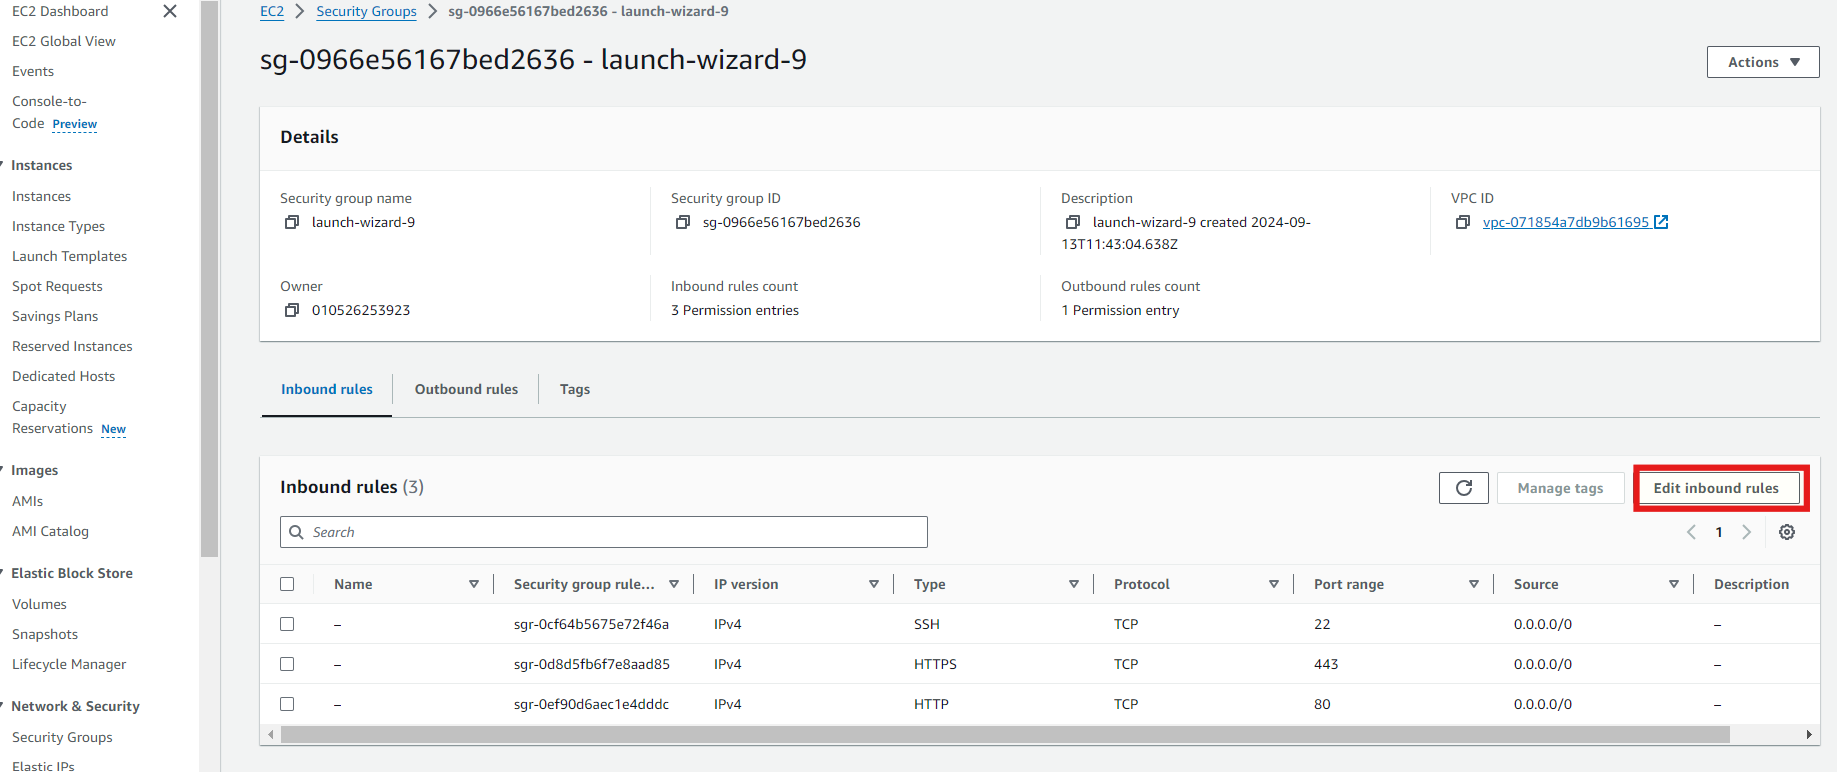 EC2 Dashboard
EC2 Global View
Events
Console-to-
Code Preview
Instances
Instances
Instance Types
Launch Templates
Spot Requests
Savings Plans
Reserved Instances
Dedicated Hosts
Capacity
Reservations New
Images
AMIs
AMI Catalog
Elastic Block Store
Volumes
Snapshots
Lifecycle Manager
Network & Security
Security Groups
Elastic IPs
EC2 > Security Groups > sg-0966e56167bed2636 - launch-wizard-9
sg-0966e56167bed2636 - launch-wizard-9
Actions
Details
Security group name
launch-wizard-9
Security group ID
sg-0966e56167bed2636
Description
launch-wizard-9 created 2024-09-
13T11:43:04.638Z
VPC ID
vpc-071854a7db9b61695
Owner
010526253923
Inbound rules count
3 Permission entries
Outbound rules count
1 Permission entry
Inbound rules Outbound rules Tags
Inbound rules (3)
Manage tags Edit inbound rules
Search
1
Name Security group rule... IP version Type Protocol Port range Source Description
– sgr-0cf64b5675e72f46a IPv4 SSH TCP 22 0.0.0.0/0 –
– sgr-0d8d5fb6f7e8aad85 IPv4 HTTPS TCP 443 0.0.0.0/0 –
– sgr-0ef90d6aec1e4dddc IPv4 HTTP TCP 80 0.0.0.0/0 –